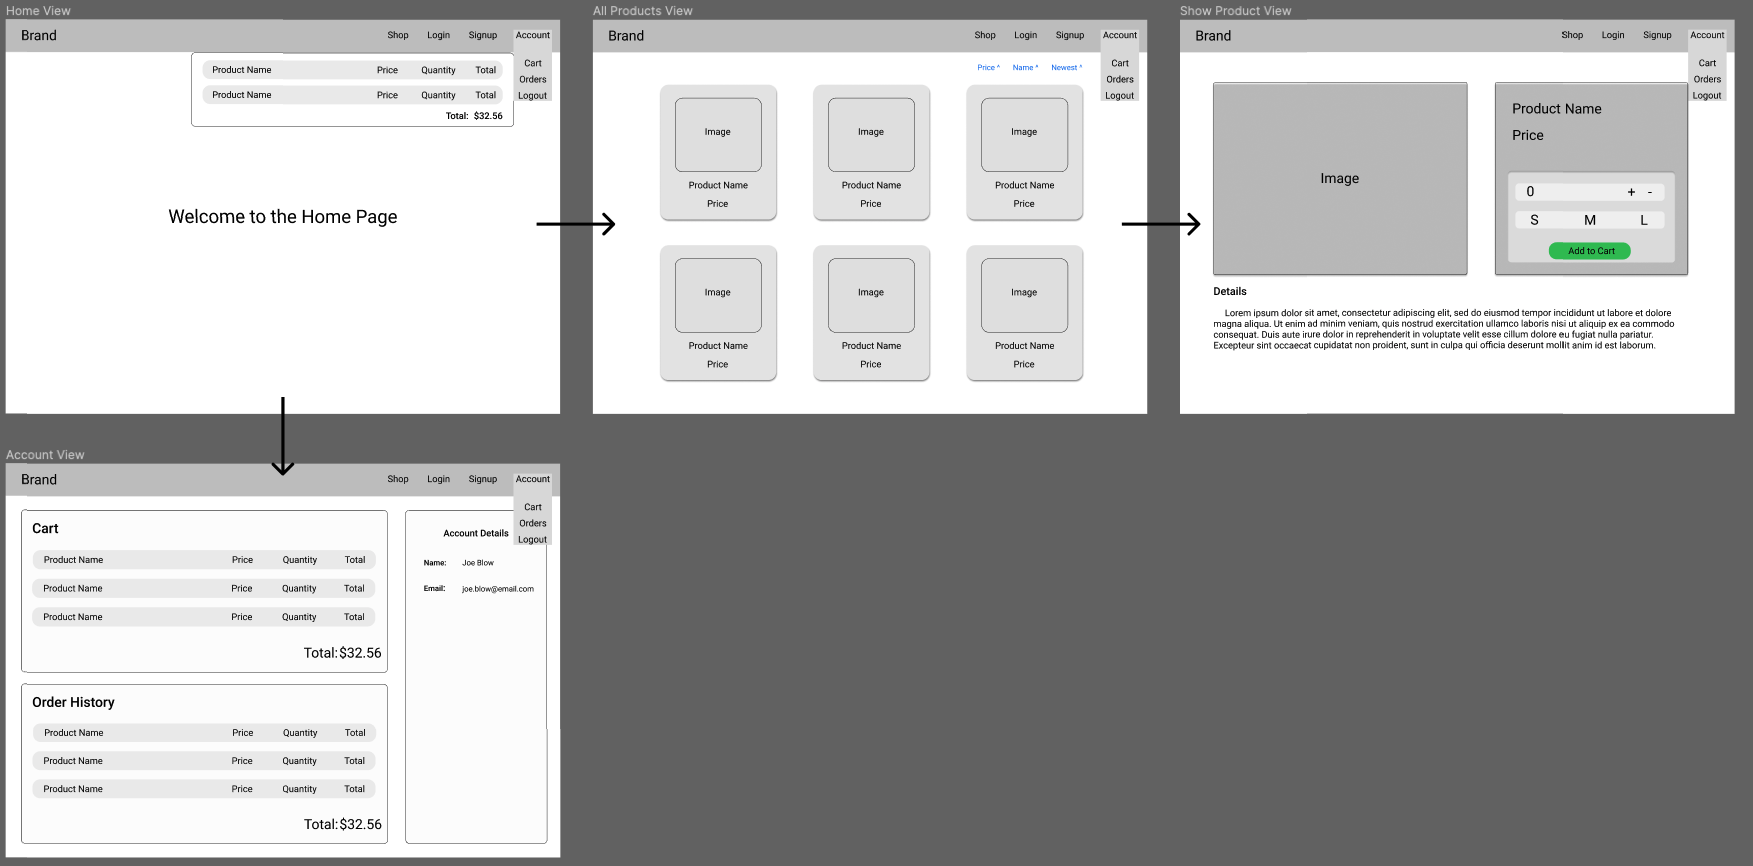 Home View
Brand
Shop Login Signup Account
Cart
Orders
Logout
Product Name Price Quantity Total
Product Name Price Quantity Total
Total: $32.56
Welcome to the Home Page
All Products View
Brand
Shop Login Signup Account
Cart
Orders
Logout
Price ^ Name ^ Newest ^
Image Image Image
Product Name Product Name Product Name
Price Price Price
Image Image Image
Product Name Product Name Product Name
Price Price Price
Show Product View
Brand
Shop Login Signup Account
Cart
Orders
Logout
Image
Product Name
Price
0 + -
S M L
Add to Cart
Details
Lorem ipsum dolor sit amet, consectetur adipiscing elit, sed do eiusmod tempor incididunt ut labore et dolore
magna aliqua. Ut enim ad minim veniam, quis nostrud exercitation ullamco laboris nisi ut aliquip ex ea commodo
consequat. Duis aute irure dolor in reprehenderit in voluptate velit esse cillum dolore eu fugiat nulla pariatur.
Excepteur sint occaecat cupidatat non proident, sunt in culpa qui officia deserunt mollit anim id est laborum.
Account View
Brand
Shop Login Signup Account
Cart
Orders
Logout
Cart
Product Name Price Quantity Total
Product Name Price Quantity Total
Product Name Price Quantity Total
Total:$32.56
Order History
Product Name Price Quantity Total
Product Name Price Quantity Total
Product Name Price Quantity Total
Total:$32.56
Account Details
Name: Joe Blow
Email: joe.blow@email.com